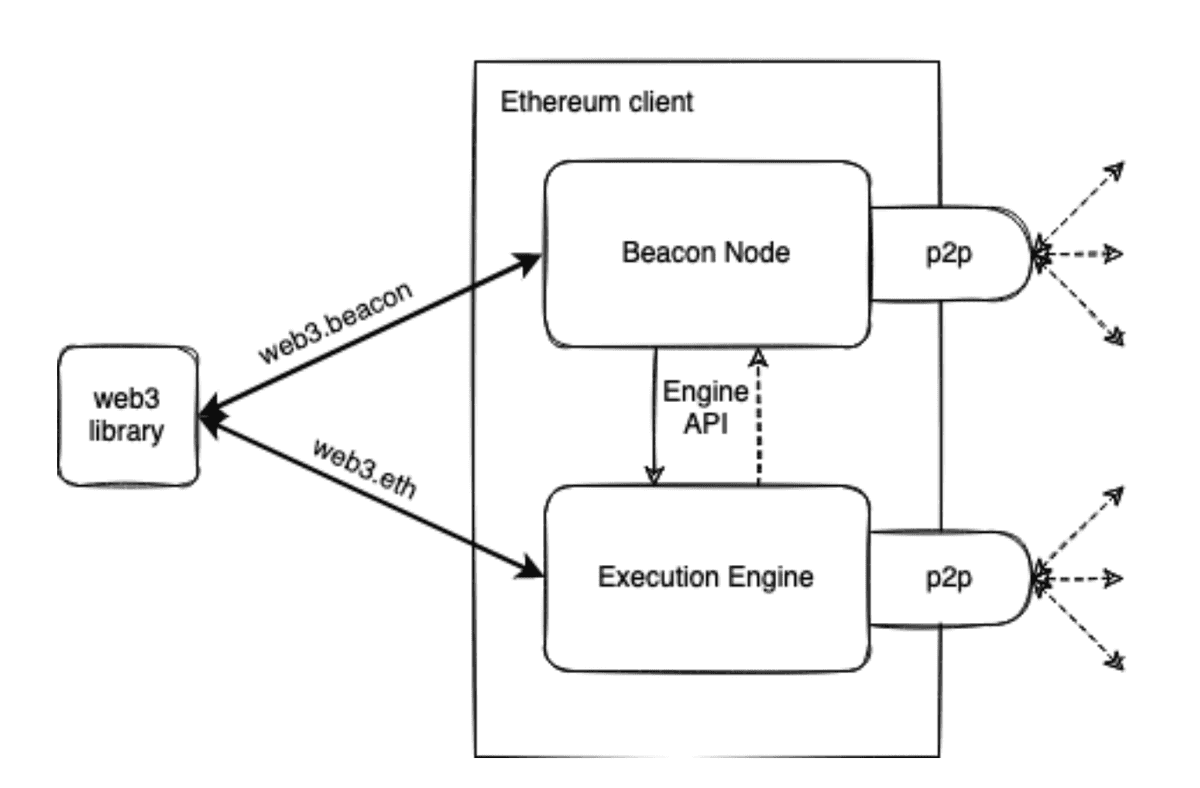 Ethereum client
Beacon Node
p2p
web3.beacon
web3
library
Engine
API
web3.eth
Execution Engine
p2p